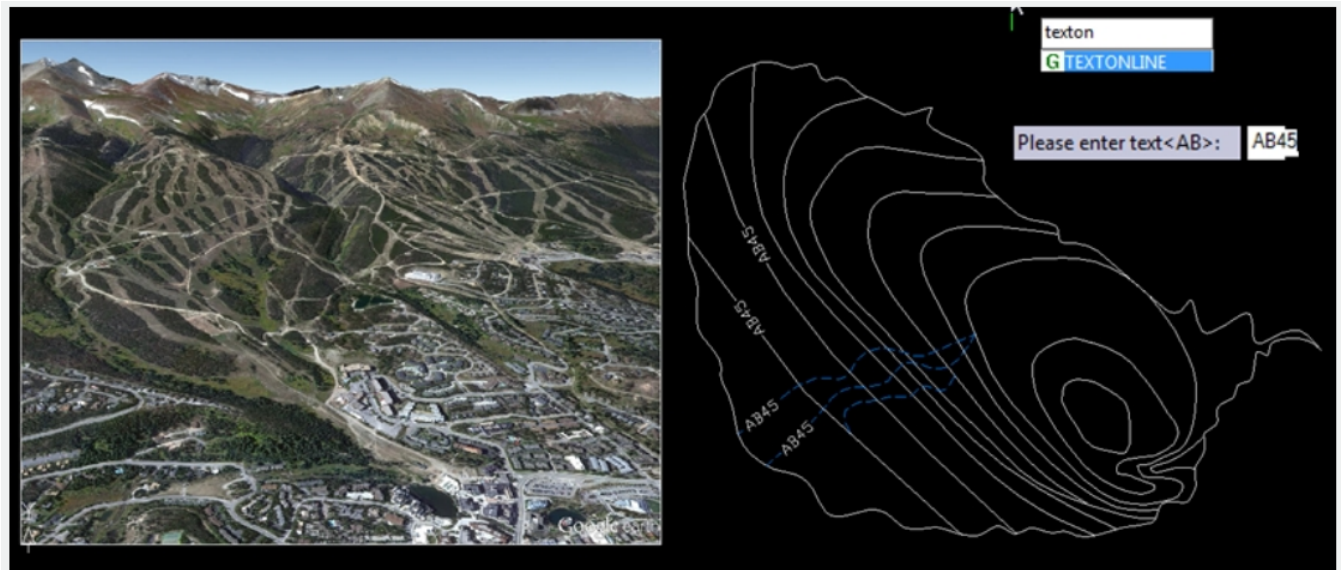 texton
G TEXTONLINE
Please enter text<AB>: AB45
AB45
AB45
AB45
AB45
Google earth